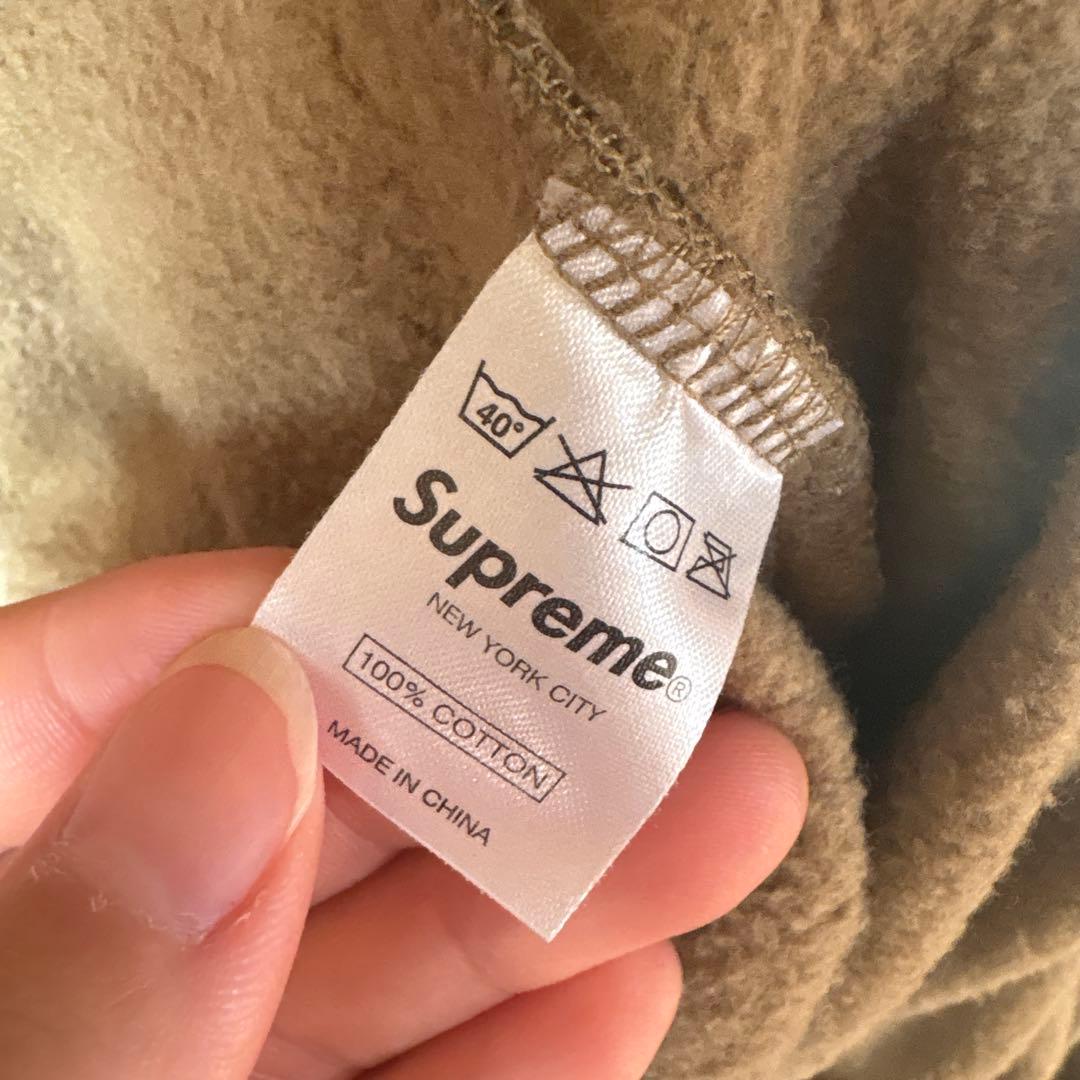 40°
Supreme®
NEW YORK CITY
100% COTTON
MADE IN CHINA